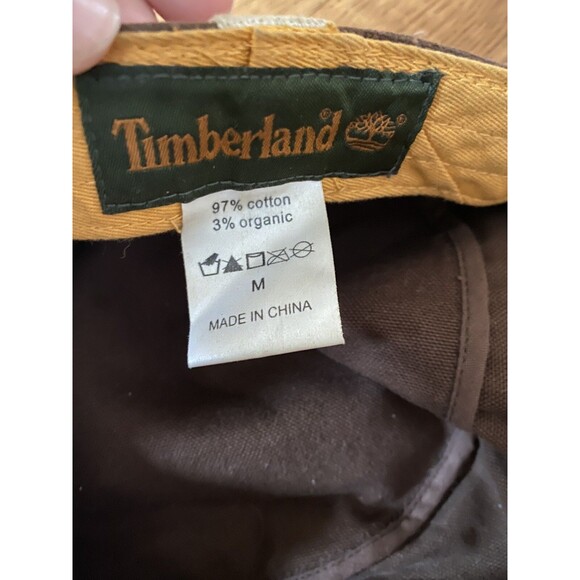 Timberland®
97% cotton
3% organic
M
MADE IN CHINA